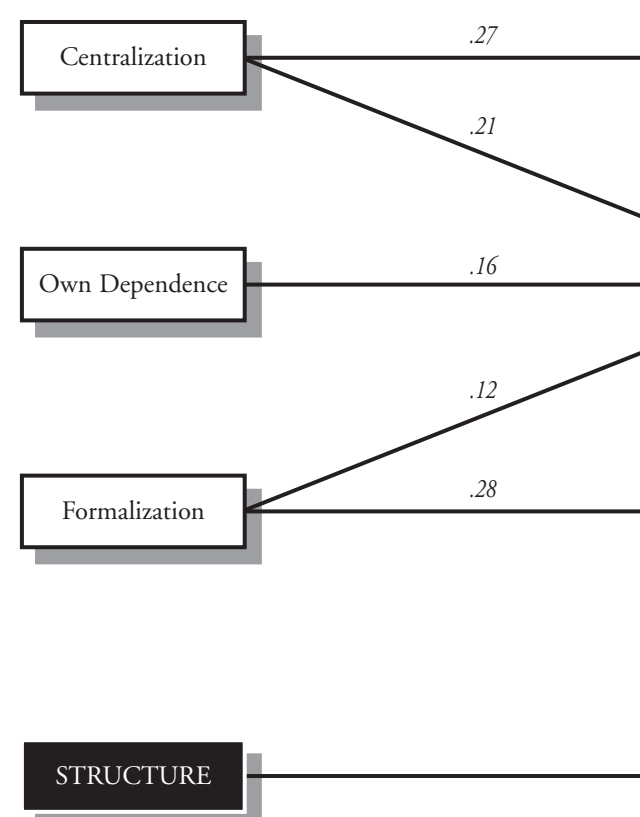 .27
Centralization
.21
.16
Own Dependence
.12
.28
Formalization
STRUCTURE